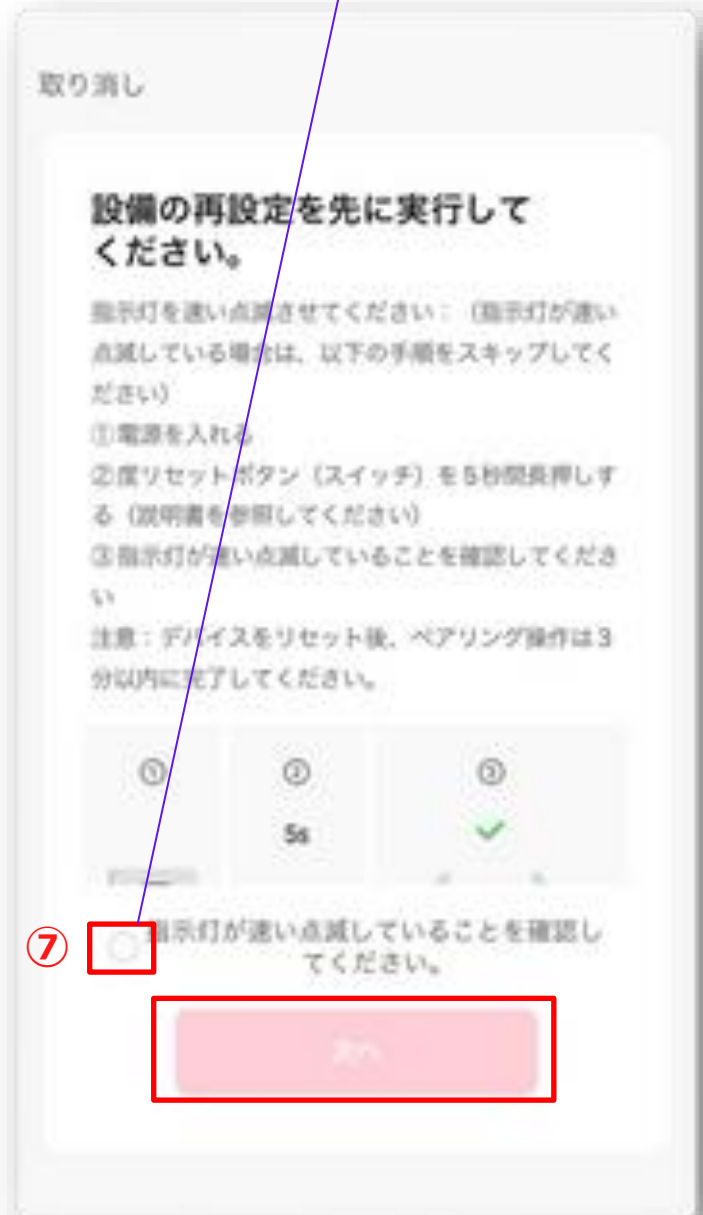 取り消し
設備の再設定を先に実行して
ください。
指示灯を速い点滅させてください：（指示灯が速い
点滅している場合は、以下の手順をスキップしてく
ださい）
①電源を入れる
②度リセットボタン（スイッチ）を5秒間長押しす
る（説明書を参照してください）
③指示灯が速い点滅していることを確認してくださ
い
注意：デバイスをリセット後、ペアリング操作は3
分以内に完了してください。
① ② ③
5s
⑦ 指示灯が速い点滅していることを確認し
てください。
次へ